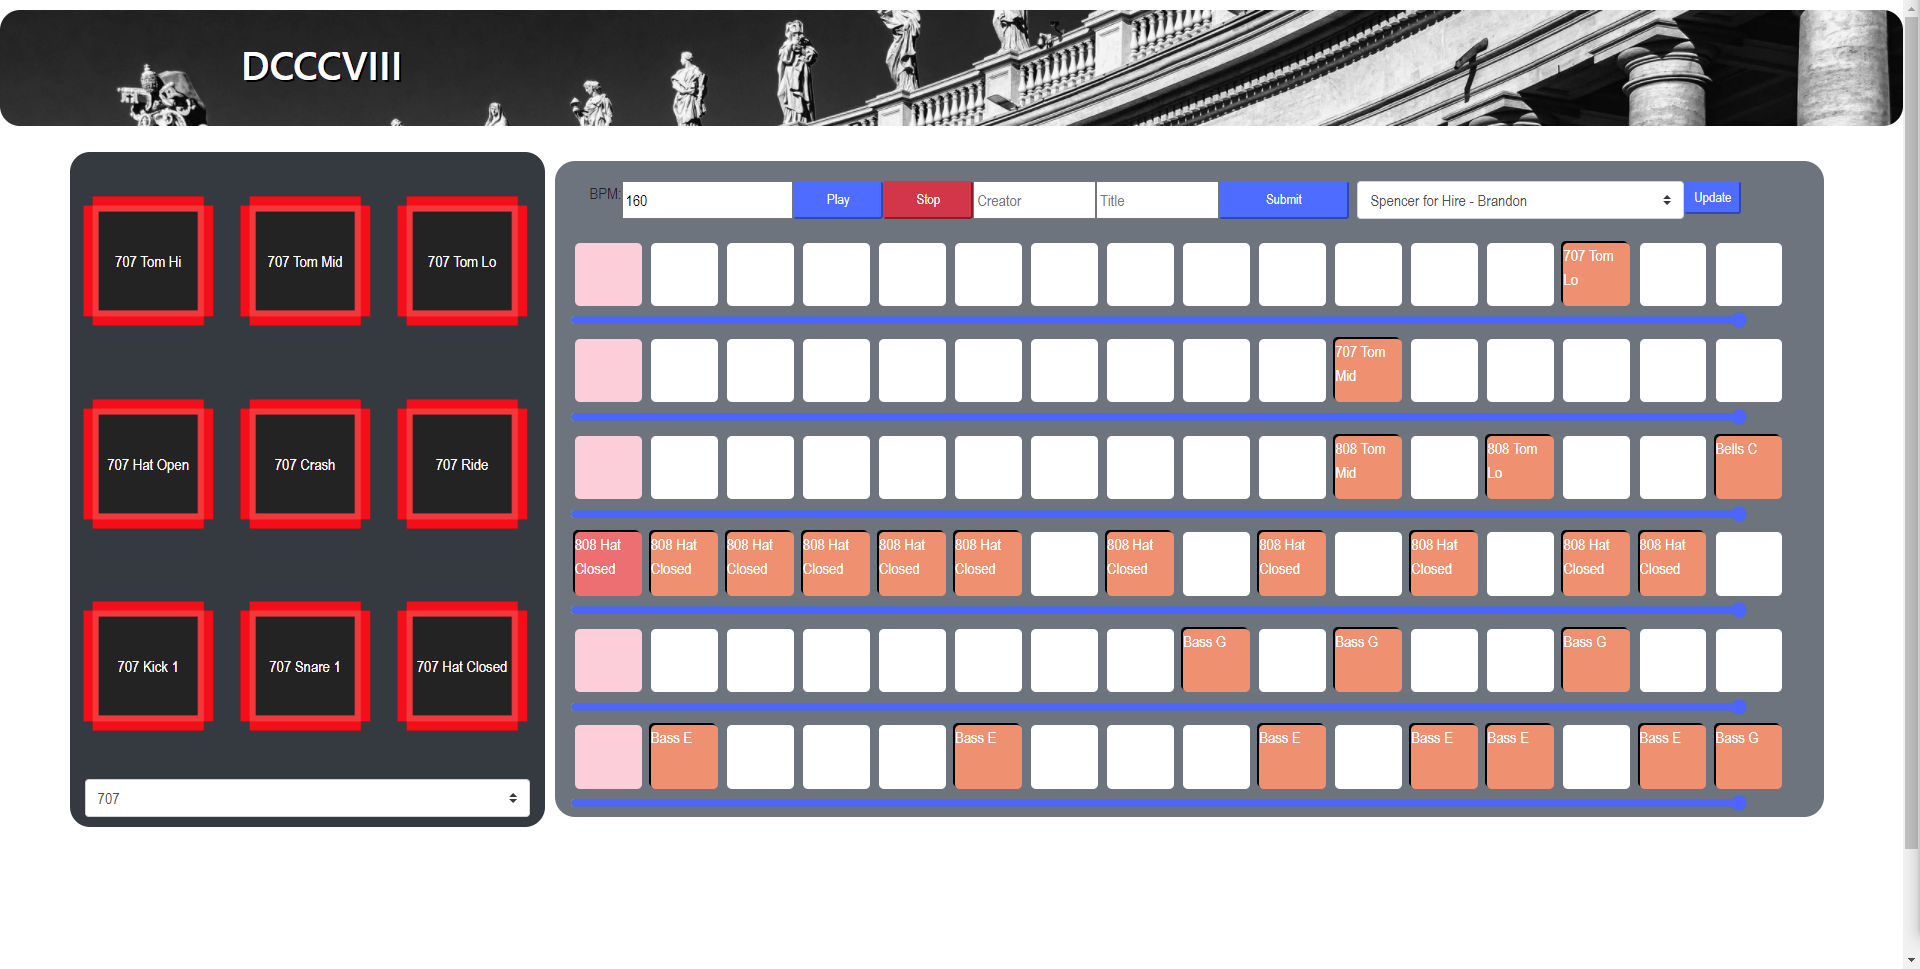 DCCCVIII
707 Tom Hi
707 Tom Mid
707 Tom Lo
707 Hat Open
707 Crash
707 Ride
707 Kick 1
707 Snare 1
707 Hat Closed
707
BPM: 160 Play Stop Creator Title Submit Spencer for Hire - Brandon Update
707 Tom
Lo
707 Tom
Mid
808 Tom
Mid
808 Tom
Lo
Bells C
808 Hat
Closed
808 Hat
Closed
808 Hat
Closed
808 Hat
Closed
808 Hat
Closed
808 Hat
Closed
808 Hat
Closed
808 Hat
Closed
808 Hat
Closed
808 Hat
Closed
808 Hat
Closed
Bass G
Bass G
Bass G
Bass E
Bass E
Bass E
Bass E
Bass E
Bass E
Bass G